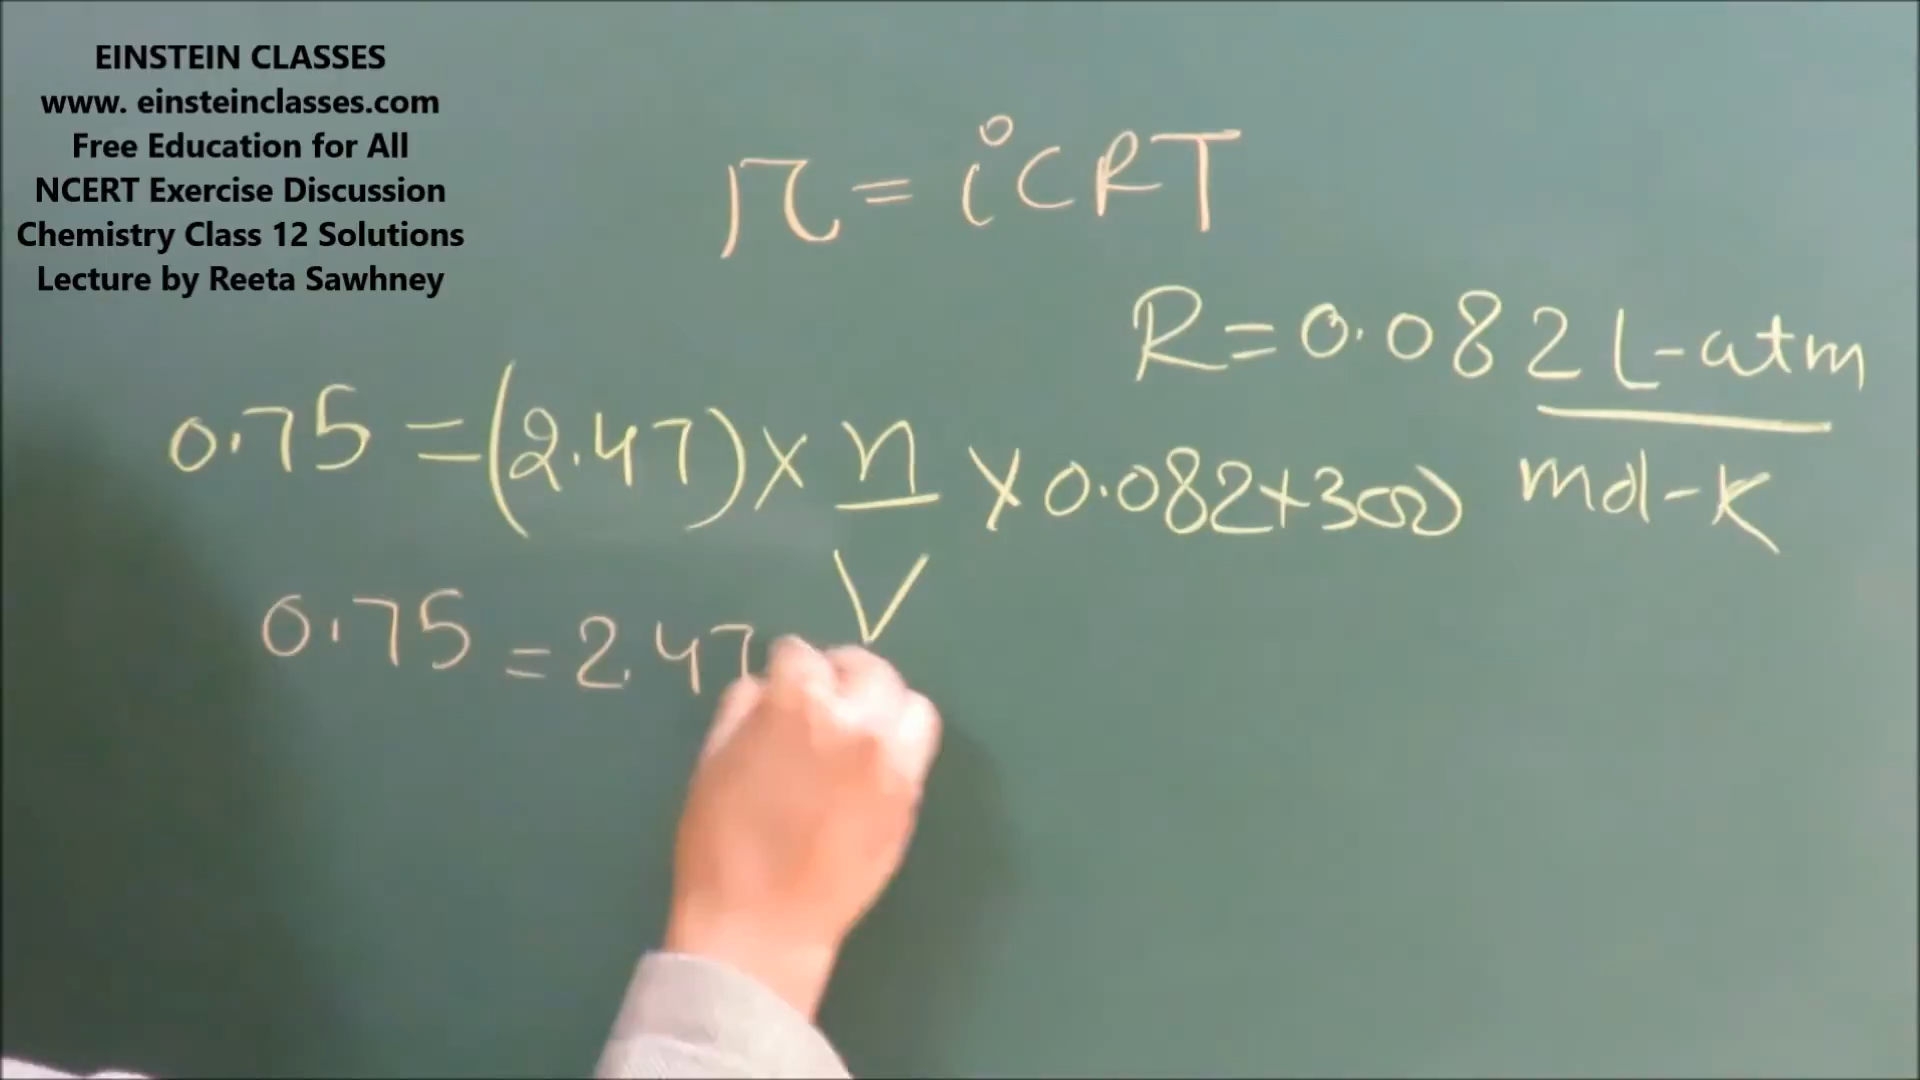 EINSTEIN CLASSES
www. einsteinclasses.com
Free Education for All
NCERT Exercise Discussion
Chemistry Class 12 Solutions
Lecture by Reeta Sawhney
π = iCRT
R = 0.082 L-atm
mol-K
0.75 = (2.47) × n × 0.082 × 300
V
0.75 = 2.47